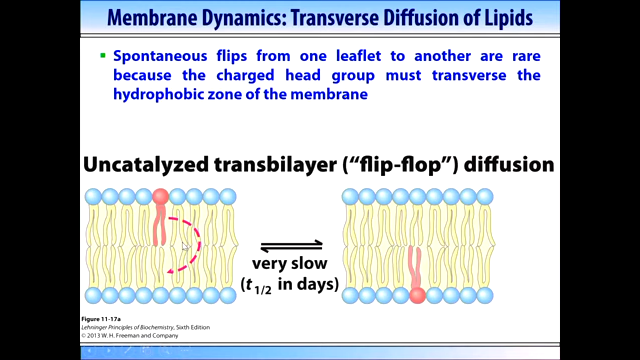 Membrane Dynamics: Transverse Diffusion of Lipids
Spontaneous flips from one leaflet to another are rare
because the charged head group must transverse the
hydrophobic zone of the membrane
Uncatalyzed transbilayer (“flip-flop”) diffusion
very slow
(t 1/2 in days)
Figure 11-17a
Lehninger Principles of Biochemistry, Sixth Edition
© 2013 W. H. Freeman and Company